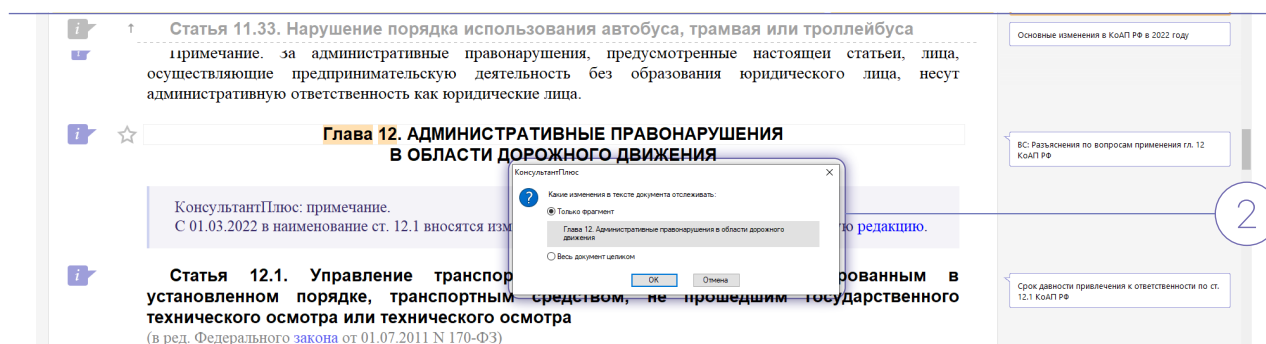 Статья 11.33. Нарушение порядка использования автобуса, трамвая или троллейбуса
Основные изменения в КоАП РФ в 2022 году
Примечание. За административные правонарушения, предусмотренные настоящей статьей, лица,
осуществляющие предпринимательскую деятельность без образования юридического лица, несут
административную ответственность как юридические лица.
Глава 12. АДМИНИСТРАТИВНЫЕ ПРАВОНАРУШЕНИЯ
В ОБЛАСТИ ДОРОЖНОГО ДВИЖЕНИЯ
ВС: Разъяснения по вопросам применения гл. 12
КоАП РФ
КонсультантПлюс
Какие изменения в тексте документа отслеживать:
Только фрагмент
Глава 12. Административные правонарушения в области дорожного
движения
Весь документ целиком
ОК Отмена
2
КонсультантПлюс: примечание.
С 01.03.2022 в наименование ст. 12.1 вносятся изм ю редакцию.
Статья 12.1. Управление транспор рованным в
установленном порядке, транспортным средством, не прошедшим государственного
технического осмотра или технического осмотра
(в ред. Федерального закона от 01.07.2011 N 170-ФЗ)
Срок давности привлечения к ответственности по ст.
12.1 КоАП РФ